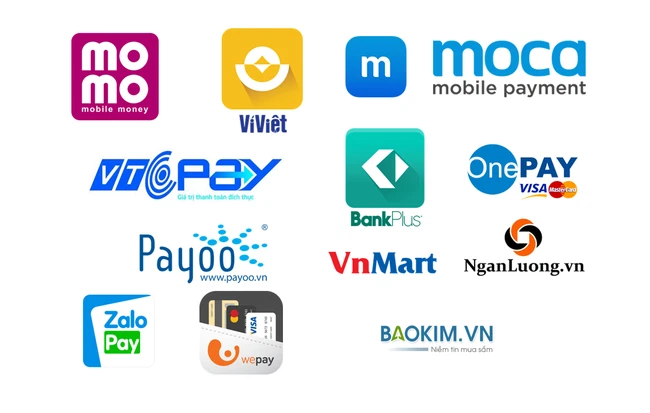 mo
mo
mobile money
VíViệt
m
moca
mobile payment
VTC Pay
Giá trị thanh toán đích thực
BankPlus
OnePAY
VISA MasterCard
Payoo®
www.payoo.vn
VnMart
NganLuong.vn
Zalo
Pay
VISA
wepay
BAOKIM.VN
Niềm tin mua sắm